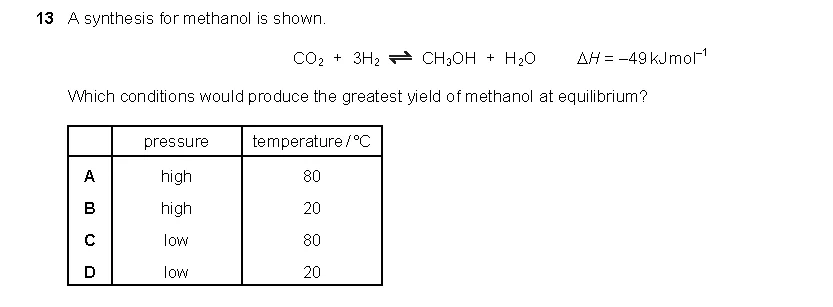 13 A synthesis for methanol is shown.
CO₂ + 3H₂ ⇌ CH₃OH + H₂O ΔH = –49 kJ mol⁻¹
Which conditions would produce the greatest yield of methanol at equilibrium?
pressure temperature / °C
A high 80
B high 20
C low 80
D low 20